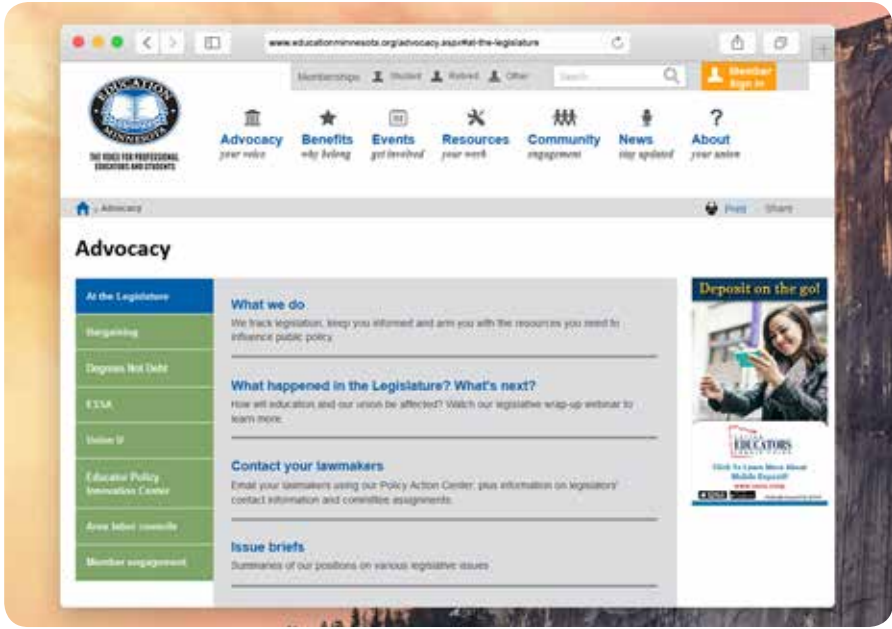 www.educationminnesota.org/advocacy.aspx#at-the-legislature
Memberships Student Retired Other Search
Member
Sign in
EDUCATION
MINNESOTA
THE VOICE FOR PROFESSIONAL
EDUCATORS AND STUDENTS
Advocacy Benefits Events Resources Community News About
your voice why belong get involved your work engagement stay updated your union
Advocacy
Print Share
Advocacy
At the Legislature
Bargaining
Degrees Not Debt
ESSA
Union U
Educator Policy
Innovation Center
Area labor councils
Member engagement
What we do
We track legislation, keep you informed and arm you with the resources you need to
influence public policy.
What happened in the Legislature? What's next?
How will education and our union be affected? Watch our legislative wrap-up webinar to
learn more.
Contact your lawmakers
Email your lawmakers using our Policy Action Center, plus information on legislators'
contact information and committee assignments.
Issue briefs
Summaries of our positions on various legislative issues
Deposit on the go!
EDUCATORS
Click To Learn More About
Mobile Deposit!